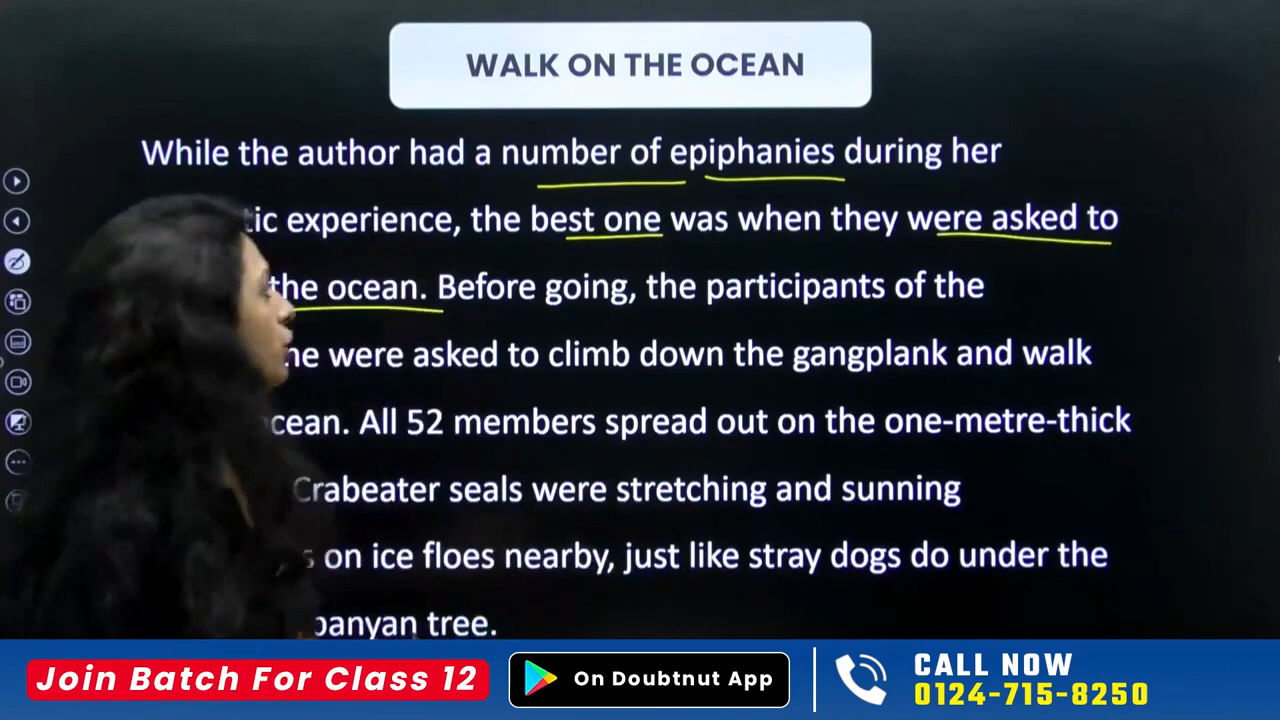 WALK ON THE OCEAN
While the author had a number of epiphanies during her
tic experience, the best one was when they were asked to
the ocean. Before going, the participants of the
ne were asked to climb down the gangplank and walk
cean. All 52 members spread out on the one-metre-thick
Crabeater seals were stretching and sunning
s on ice floes nearby, just like stray dogs do under the
banyan tree.
Join Batch For Class 12
On Doubtnut App
CALL NOW
0124-715-8250